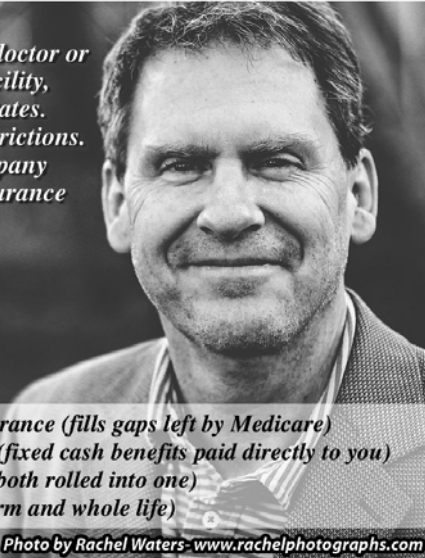 doctor or
cility,
ates.
rictions.
pany
urance
rance (fills gaps left by Medicare)
(fixed cash benefits paid directly to you)
both rolled into one)
rm and whole life)
Photo by Rachel Waters- www.rachelphotographs.com